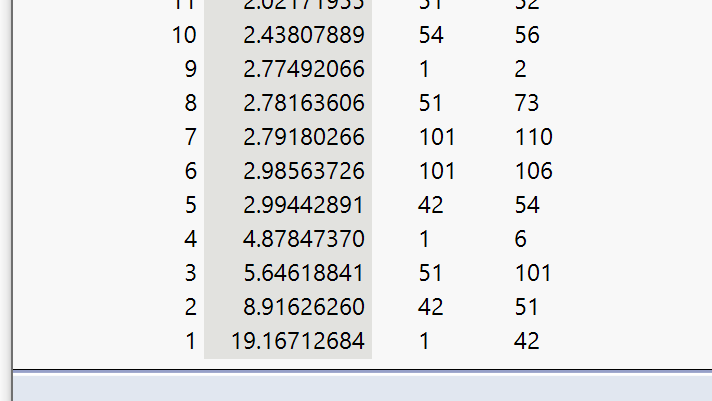 10 2.43807889 54 56
9 2.77492066 1 2
8 2.78163606 51 73
7 2.79180266 101 110
6 2.98563726 101 106
5 2.99442891 42 54
4 4.87847370 1 6
3 5.64618841 51 101
2 8.91626260 42 51
1 19.16712684 1 42